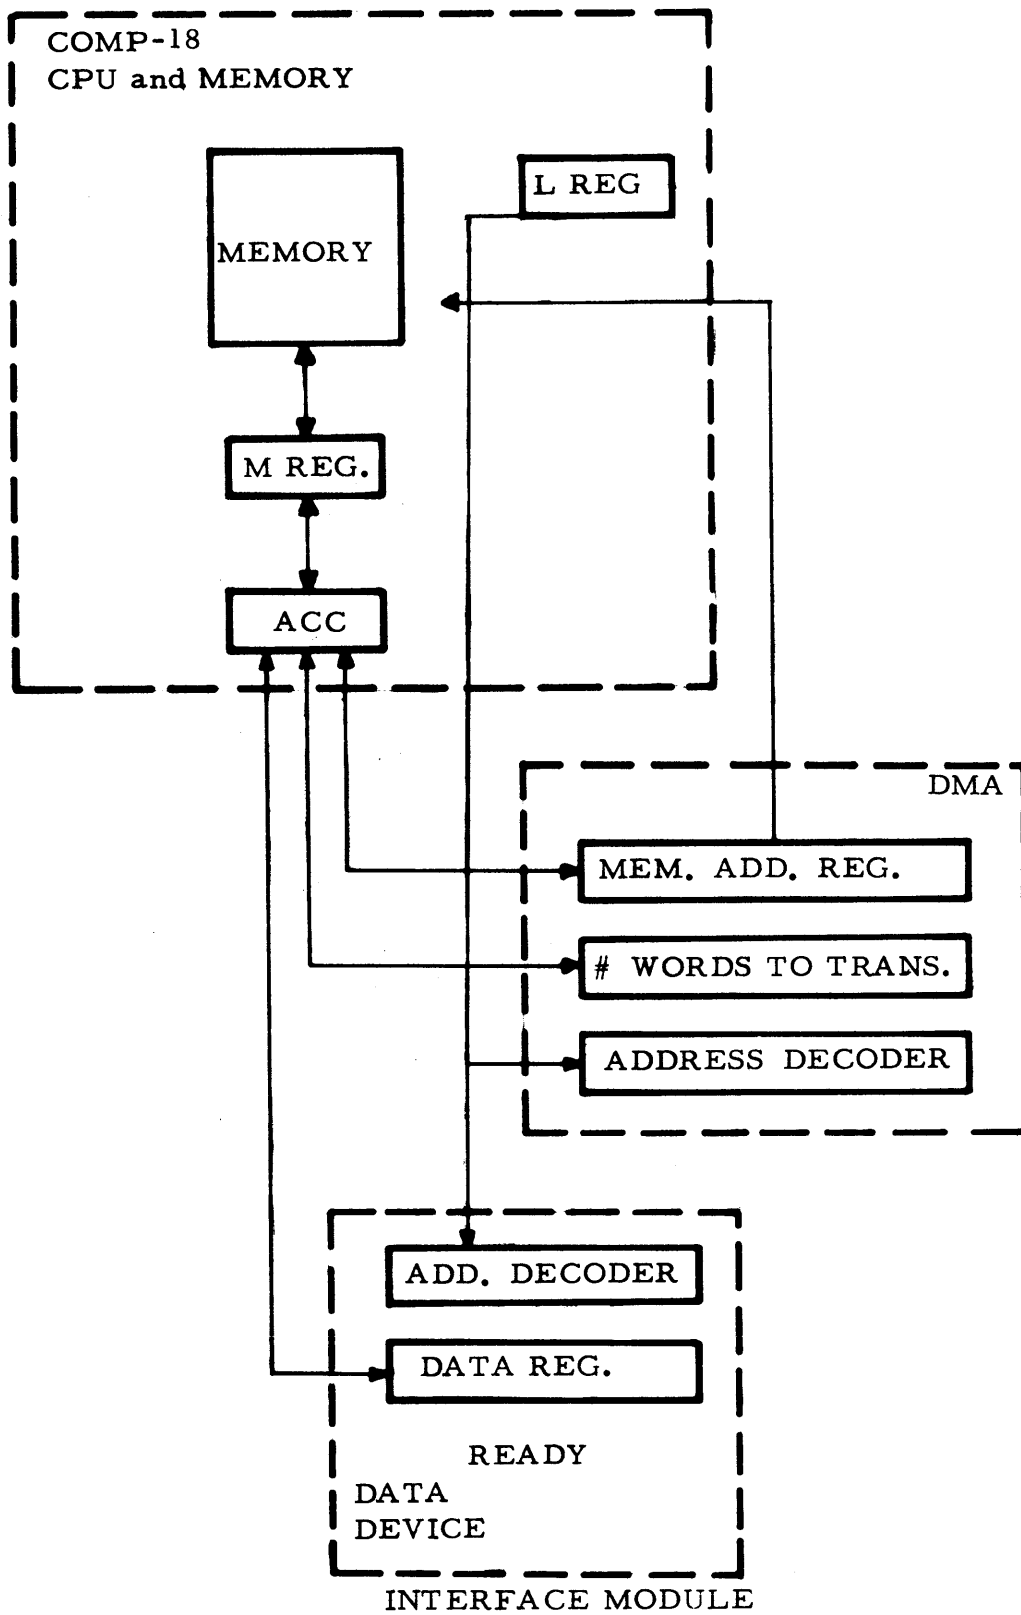 COMP-18
CPU and MEMORY
L REG
MEMORY
M REG.
ACC
DMA
MEM. ADD. REG.
# WORDS TO TRANS.
ADDRESS DECODER
ADD. DECODER
DATA REG.
READY
DATA
DEVICE
INTERFACE MODULE